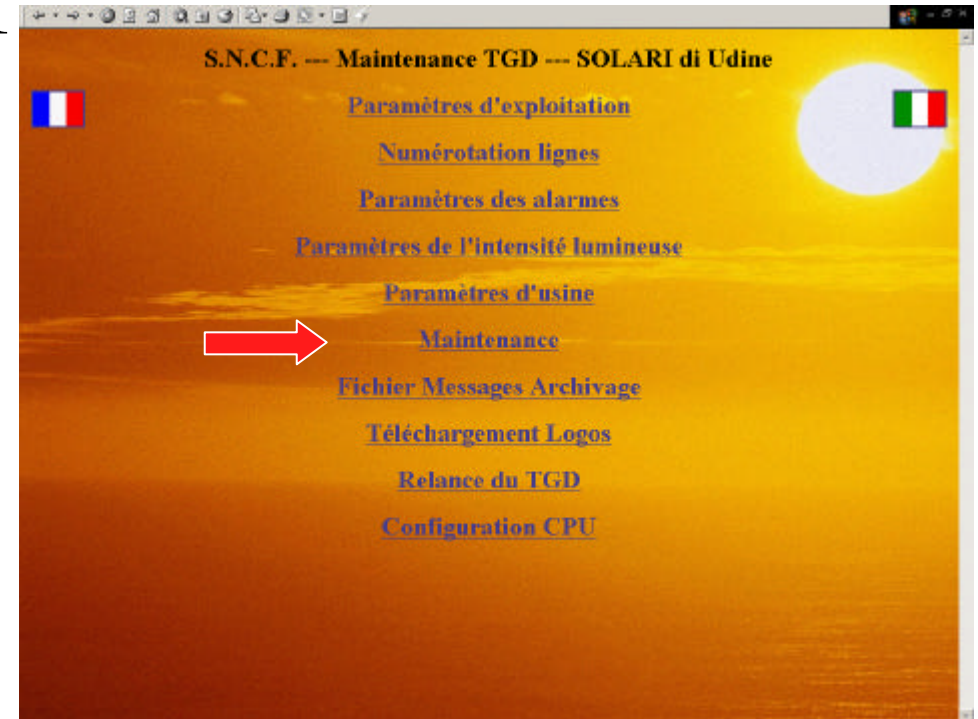 S.N.C.F. --- Maintenance TGD --- SOLARI di Udine
Paramètres d'exploitation
Numérotation lignes
Paramètres des alarmes
Paramètres de l'intensité lumineuse
Paramètres d'usine
Maintenance
Fichier Messages Archivage
Téléchargement Logos
Relance du TGD
Configuration CPU